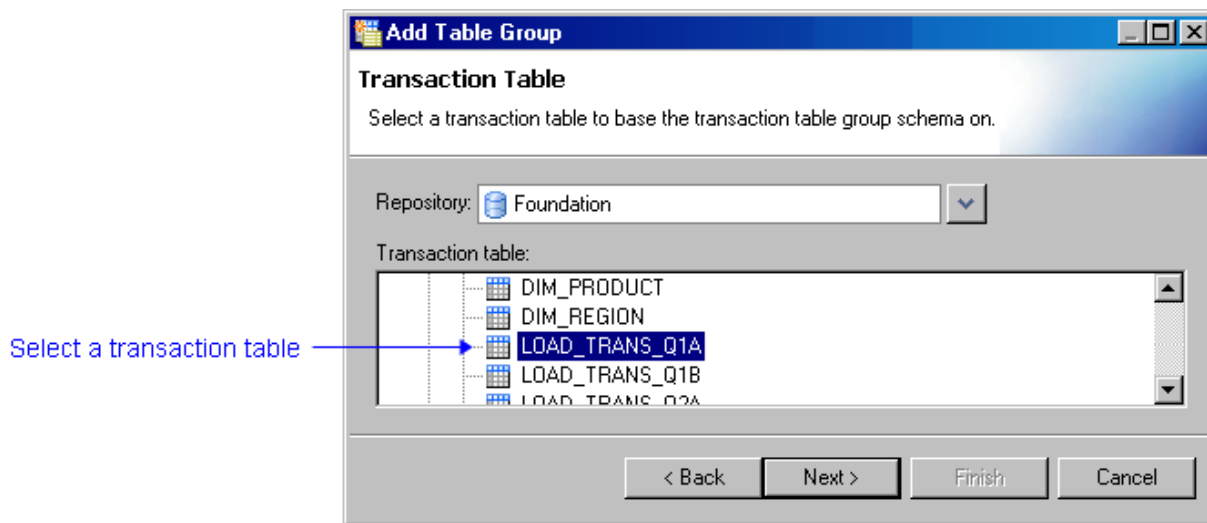 Add Table Group
Transaction Table
Select a transaction table to base the transaction table group schema on.
Repository: Foundation
Transaction table:
DIM_PRODUCT
DIM_REGION
Select a transaction table
LOAD_TRANS_Q1A
LOAD_TRANS_Q1B
LOAD_TRANS_Q2A
< Back Next > Finish Cancel